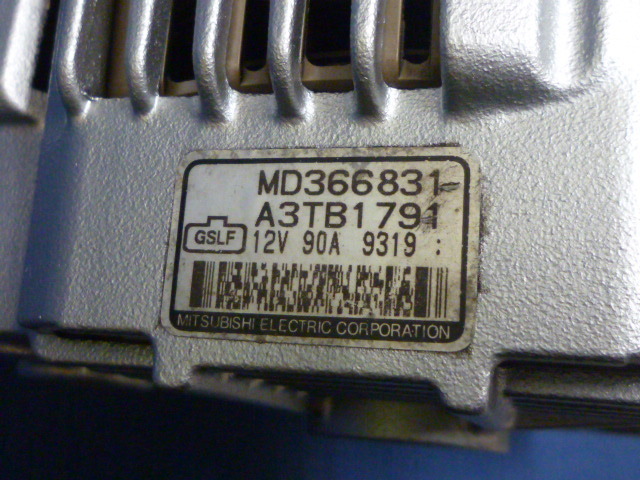 MD366831
A3TB1791
GSLF 12V 90A 9319 :
MITSUBISHI ELECTRIC CORPORATION